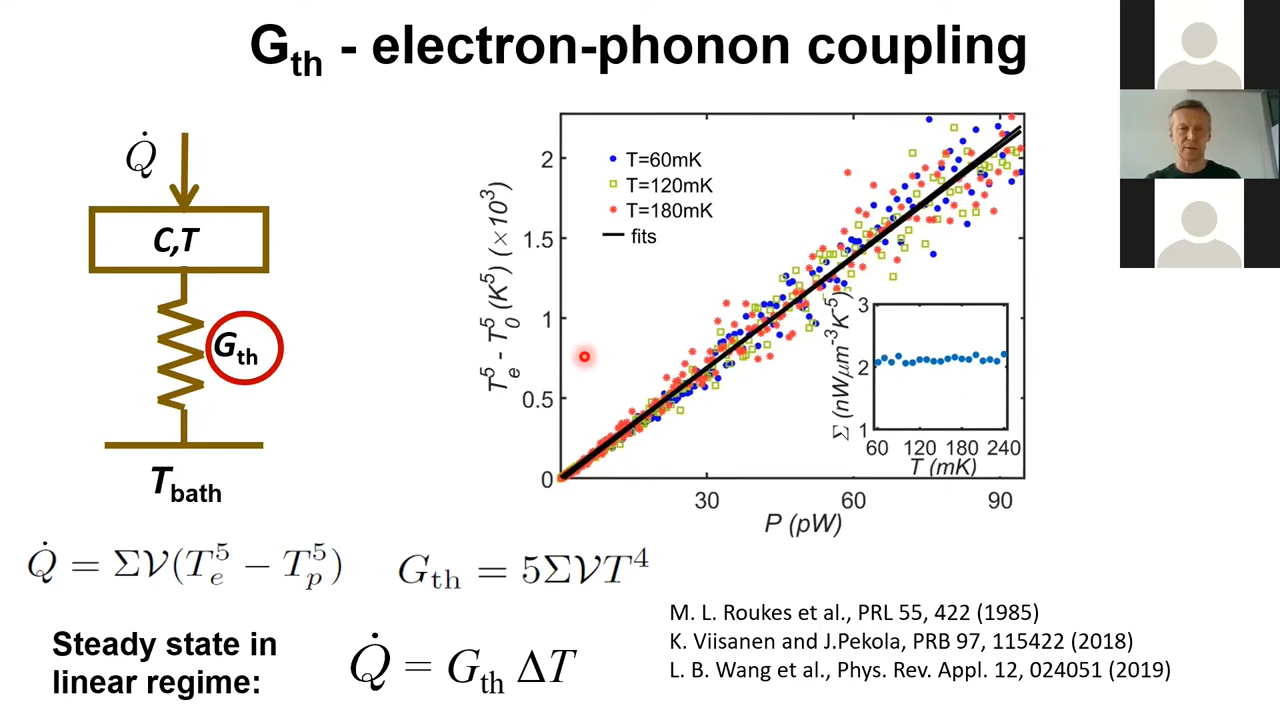 G_th - electron-phonon coupling
Q̇
C,T
G_th
T_bath
T_e^5 - T_0^5 (K^5) (×10^3)
2
1.5
1
0.5
0
30
60
90
P (pW)
T=60mK
T=120mK
T=180mK
fits
Σ (nWμm^-3K^-5)
3
2
1
60
120
180
240
T (mK)
Q̇ = Σ𝒱(T_e^5 − T_p^5)
G_th = 5Σ𝒱T^4
Steady state in
linear regime:
Q̇ = G_th ΔT
M. L. Roukes et al., PRL 55, 422 (1985)
K. Viisanen and J.Pekola, PRB 97, 115422 (2018)
L. B. Wang et al., Phys. Rev. Appl. 12, 024051 (2019)